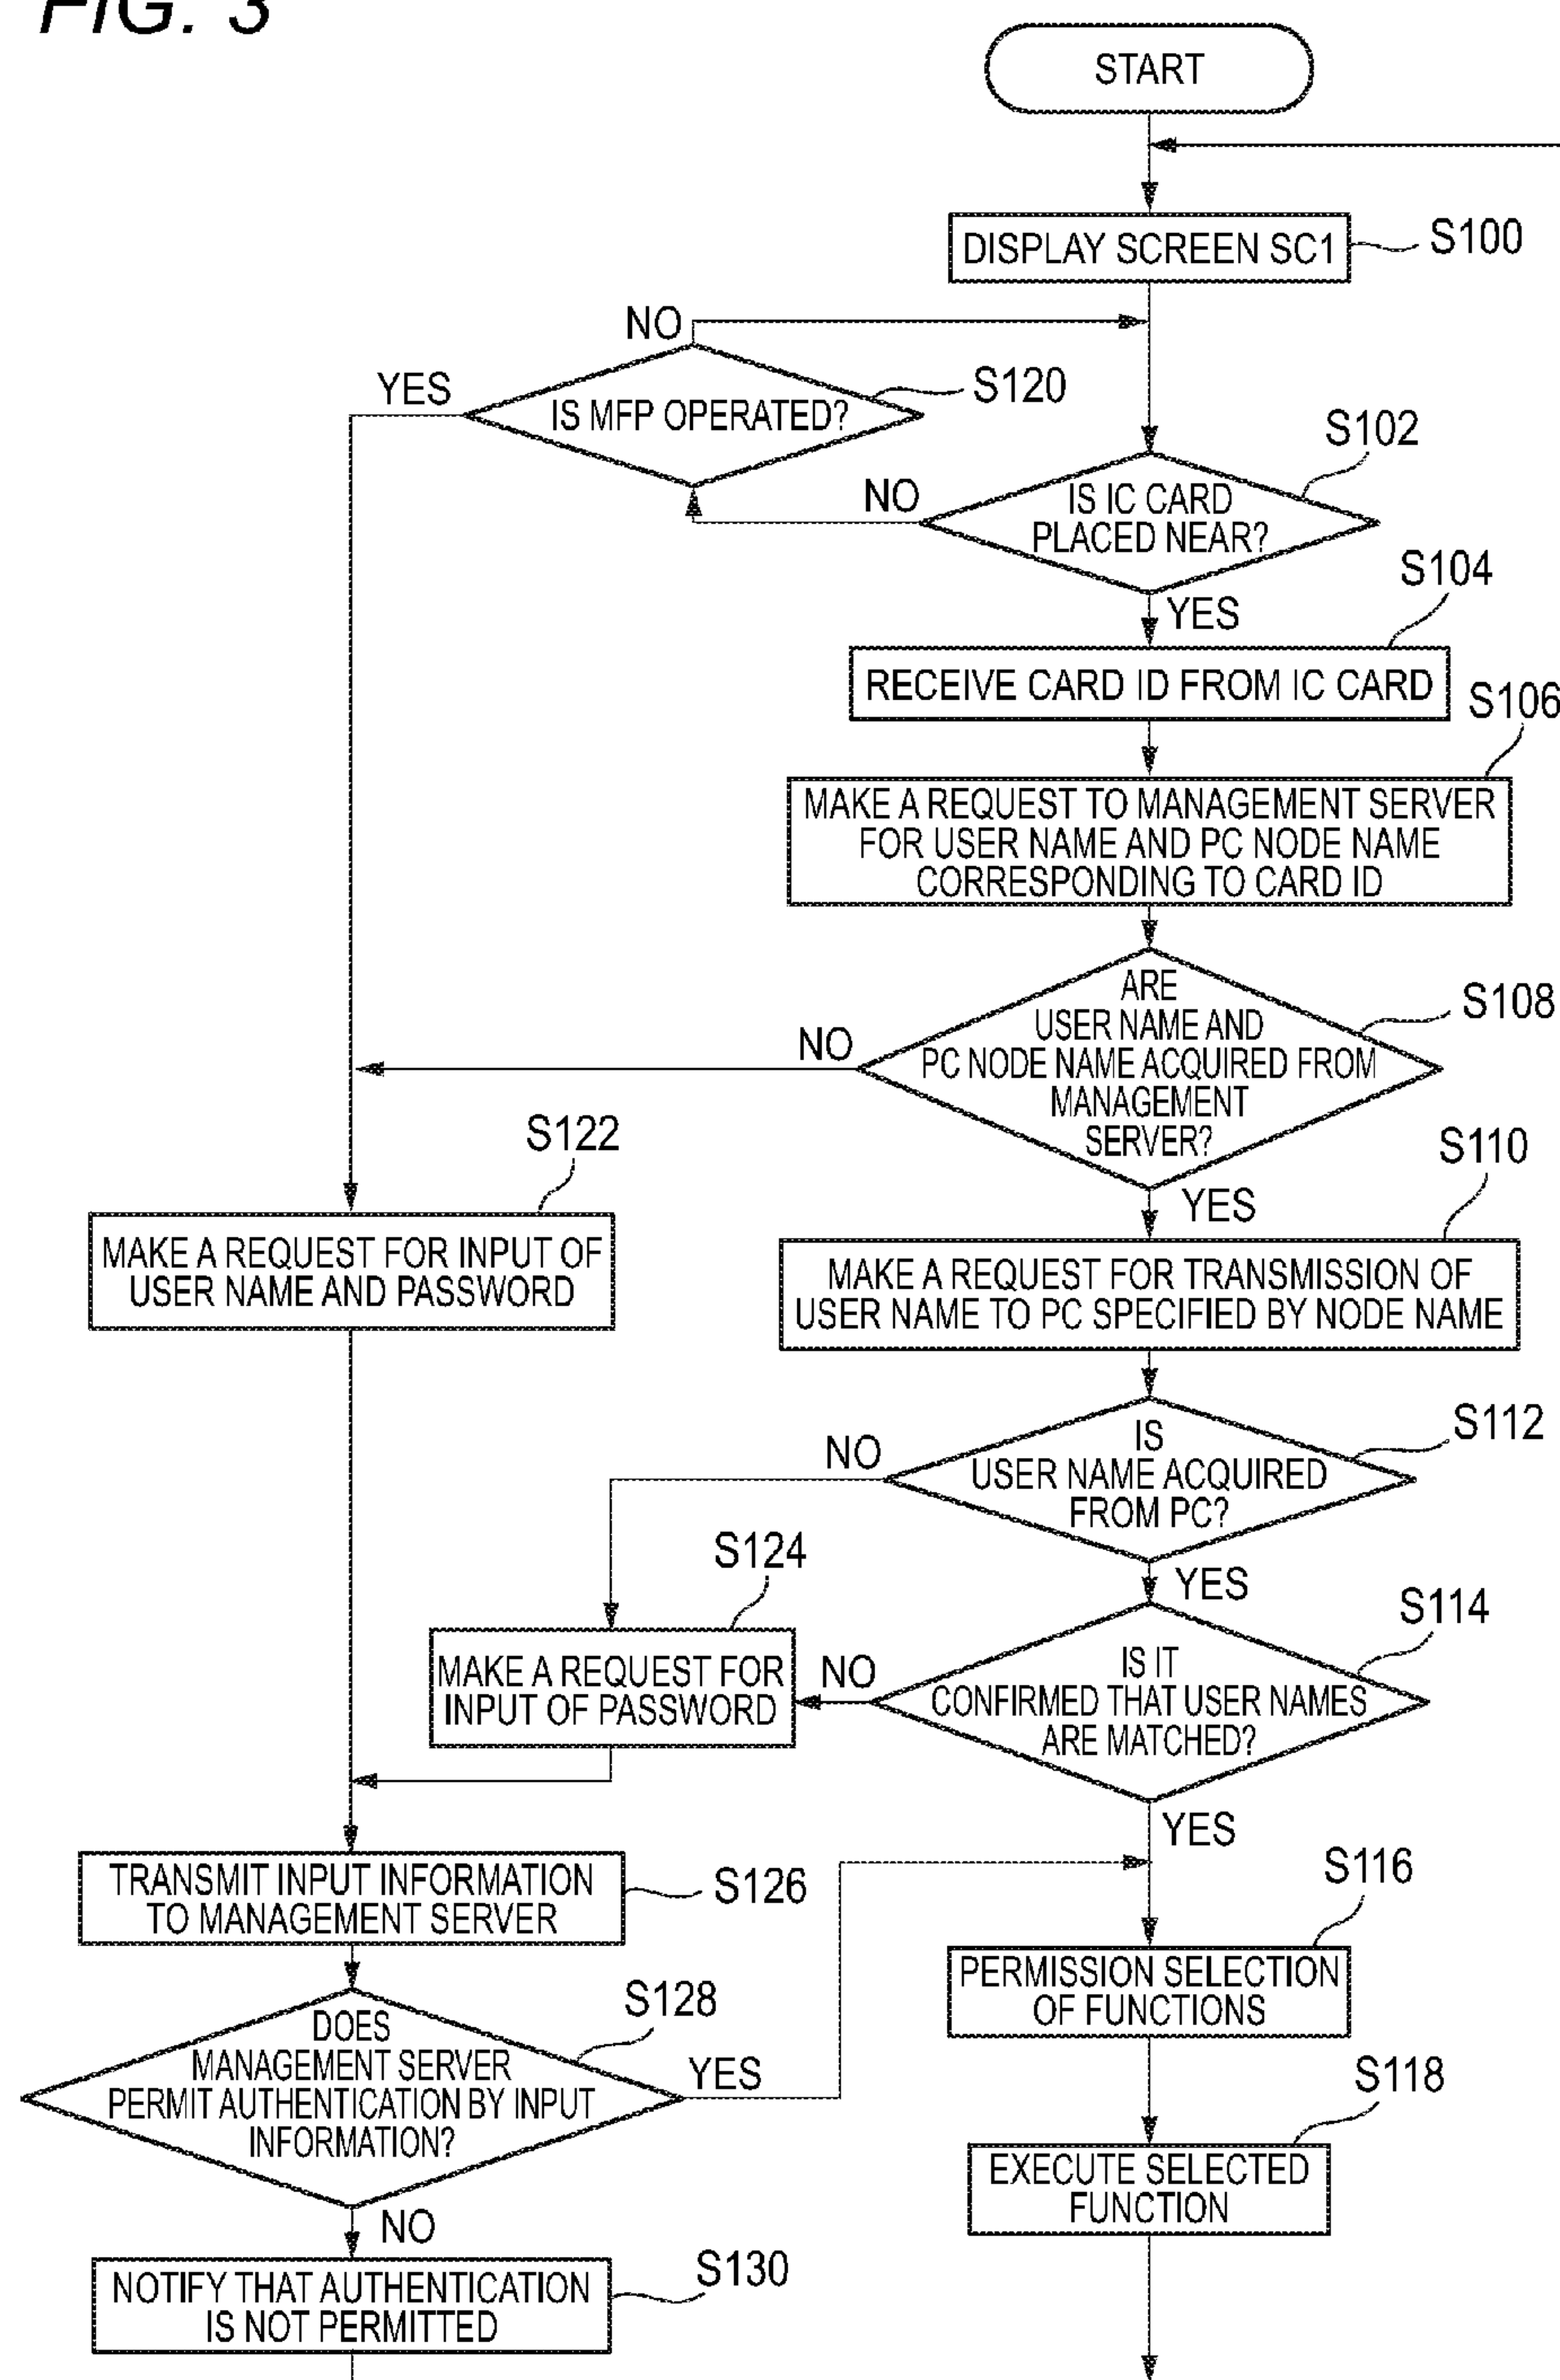 FIG. 3
START
DISPLAY SCREEN SC1
S100
NO
YES
IS MFP OPERATED?
S120
S102
NO
IS IC CARD
PLACED NEAR?
S104
YES
RECEIVE CARD ID FROM IC CARD
S106
MAKE A REQUEST TO MANAGEMENT SERVER
FOR USER NAME AND PC NODE NAME
CORRESPONDING TO CARD ID
ARE
USER NAME AND
PC NODE NAME ACQUIRED FROM
MANAGEMENT
SERVER?
S108
NO
S122
S110
YES
MAKE A REQUEST FOR INPUT OF
USER NAME AND PASSWORD
MAKE A REQUEST FOR TRANSMISSION OF
USER NAME TO PC SPECIFIED BY NODE NAME
S112
NO
IS
USER NAME ACQUIRED
FROM PC?
S124
YES
S114
MAKE A REQUEST FOR
INPUT OF PASSWORD
NO
IS IT
CONFIRMED THAT USER NAMES
ARE MATCHED?
YES
TRANSMIT INPUT INFORMATION
TO MANAGEMENT SERVER
S126
S116
PERMISSION SELECTION
OF FUNCTIONS
S128
DOES
MANAGEMENT SERVER
PERMIT AUTHENTICATION BY INPUT
INFORMATION?
YES
S118
EXECUTE SELECTED
FUNCTION
NO
S130
NOTIFY THAT AUTHENTICATION
IS NOT PERMITTED